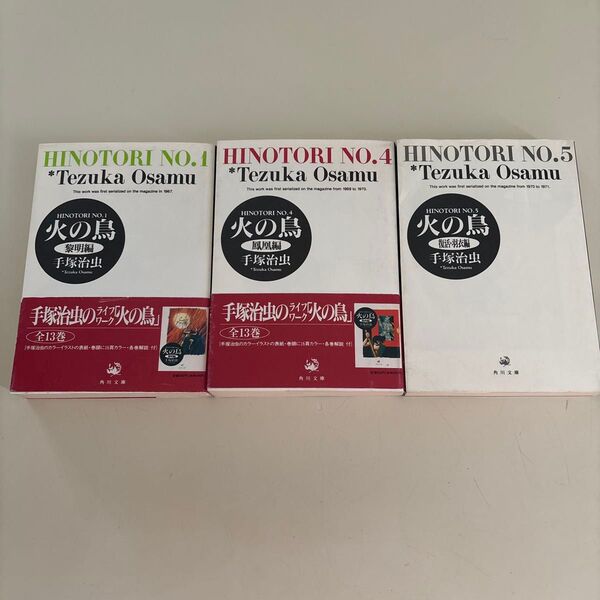 HINOTORI NO.1
*Tezuka Osamu
This work was first serialized on the magazine in 1967.
HINOTORI NO.1
火の鳥
黎明編
手塚治虫
*Tezuka Osamu
手塚治虫のライフワーク「火の鳥」
全13巻
角川文庫
HINOTORI NO.4
*Tezuka Osamu
This work was first serialized on the magazine from 1969 to 1970.
HINOTORI NO.4
火の鳥
鳳凰編
手塚治虫
*Tezuka Osamu
手塚治虫のライフワーク「火の鳥」
全13巻
角川文庫
HINOTORI NO.5
*Tezuka Osamu
This work was first serialized on the magazine from 1970 to 1971.
HINOTORI NO.5
火の鳥
復活・羽衣編
手塚治虫
*Tezuka Osamu
角川文庫